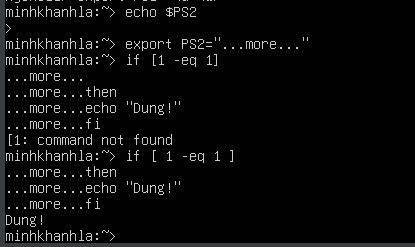 minhkhanhla:~> echo $PS2
>
minhkhanhla:~> export PS2="...more..."
minhkhanhla:~> if [1 -eq 1]
...more...
...more...then
...more...echo "Dung!"
...more...fi
[1: command not found
minhkhanhla:~> if [ 1 -eq 1 ]
...more...then
...more...echo "Dung!"
...more...fi
Dung!
minhkhanhla:~>